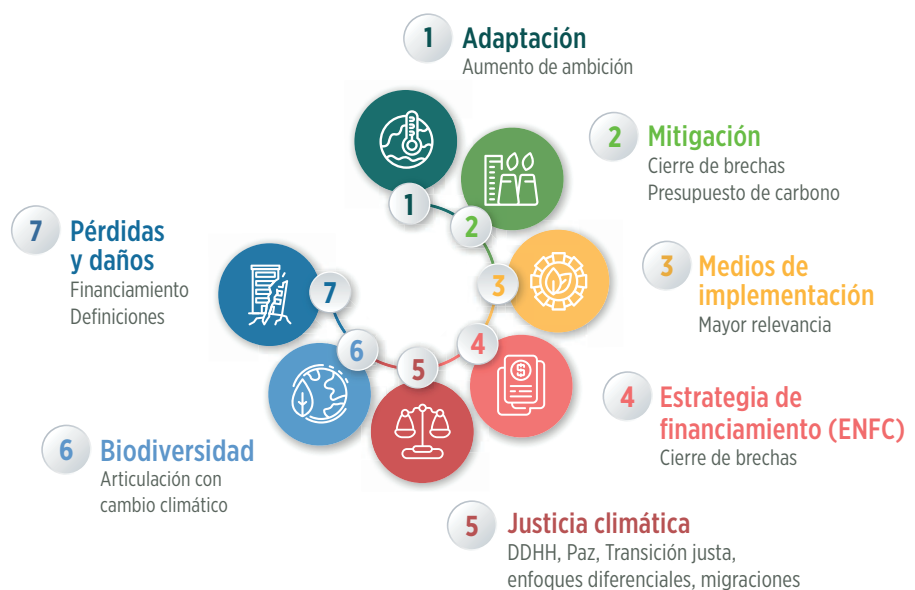 1 Adaptación
Aumento de ambición
2 Mitigación
Cierre de brechas
Presupuesto de carbono
3 Medios de
implementación
Mayor relevancia
4 Estrategia de
financiamiento (ENFC)
Cierre de brechas
5 Justicia climática
DDHH, Paz, Transición justa,
enfoques diferenciales, migraciones
6 Biodiversidad
Articulación con
cambio climático
7 Pérdidas
y daños
Financiamiento
Definiciones
1
2
3
4
5
6
7
$